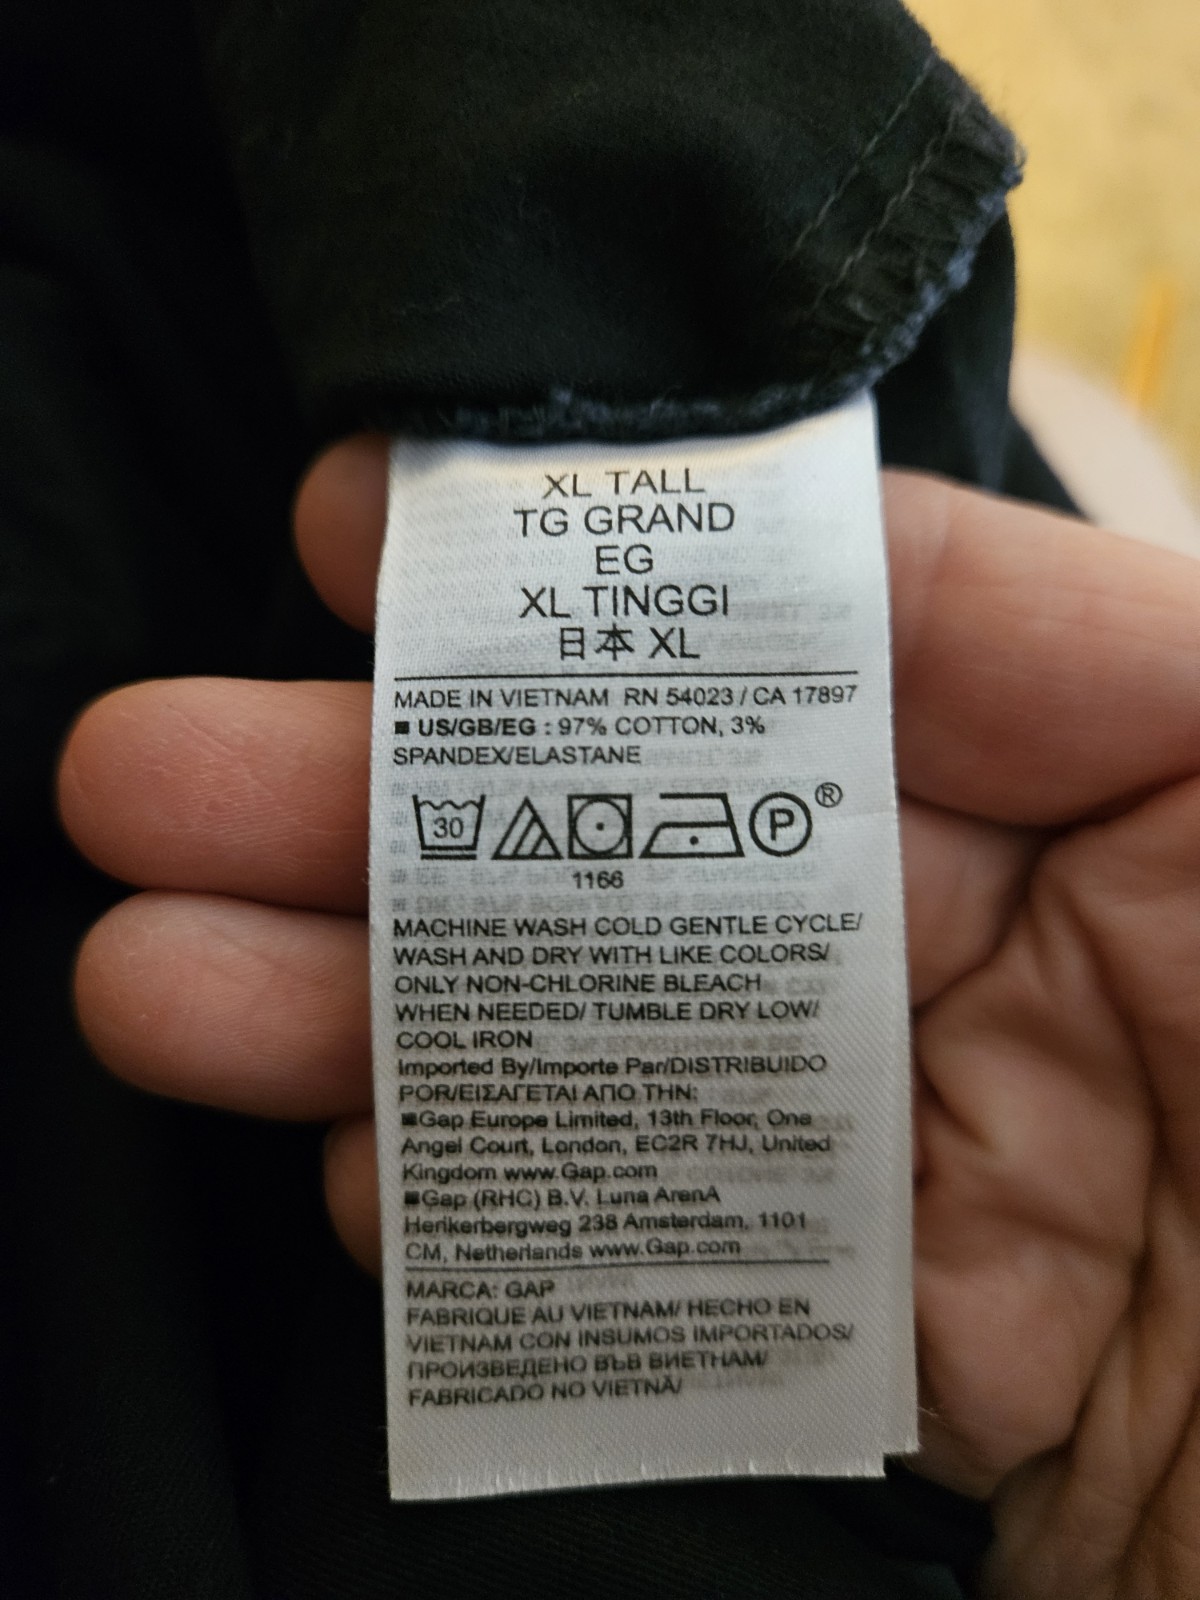 XL TALL
TG GRAND
EG
XL TINGGI
日本 XL
MADE IN VIETNAM RN 54023 / CA 17897
■ US/GB/EG : 97% COTTON, 3%
SPANDEX/ELASTANE
30 P®
1166
MACHINE WASH COLD GENTLE CYCLE/
WASH AND DRY WITH LIKE COLORS/
ONLY NON-CHLORINE BLEACH
WHEN NEEDED/ TUMBLE DRY LOW/
COOL IRON
Imported By/Importe Par/DISTRIBUIDO
POR/ΕΙΣΑΓΕΤΑΙ ΑΠΟ ΤΗΝ:
■Gap Europe Limited, 13th Floor, One
Angel Court, London, EC2R 7HJ, United
Kingdom www.Gap.com
■Gap (RHC) B.V. Luna ArenA
Herikerbergweg 238 Amsterdam, 1101
CM, Netherlands www.Gap.com
MARCA: GAP
FABRIQUE AU VIETNAM/ HECHO EN
VIETNAM CON INSUMOS IMPORTADOS/
ПРОИЗВЕДЕНО ВЪВ ВИЕТНАМ/
FABRICADO NO VIETNÃ/